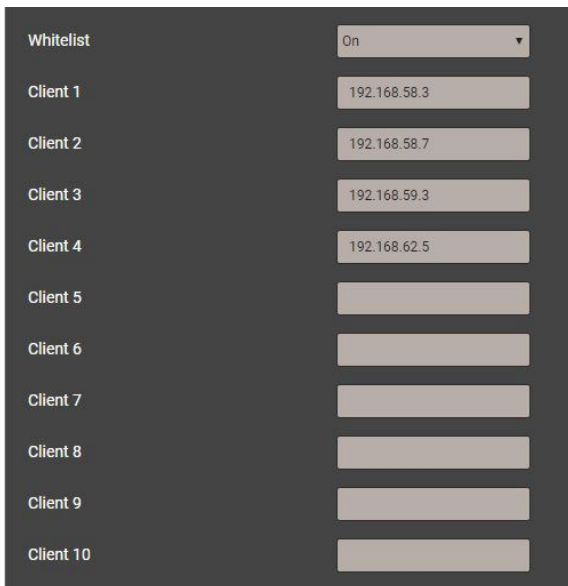 Whitelist On
Client 1 192.168.58.3
Client 2 192.168.58.7
Client 3 192.168.59.3
Client 4 192.168.62.5
Client 5
Client 6
Client 7
Client 8
Client 9
Client 10